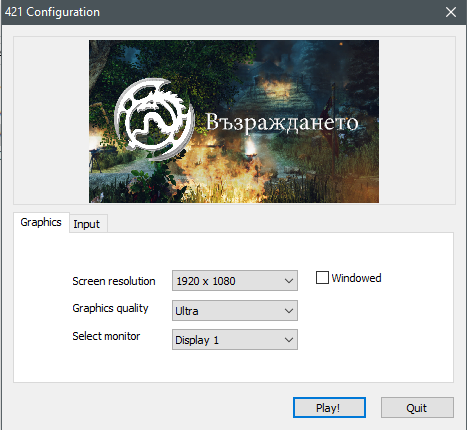 421 Configuration
Възраждането
Graphics
Input
Screen resolution
1920 x 1080
Windowed
Graphics quality
Ultra
Select monitor
Display 1
Play!
Quit